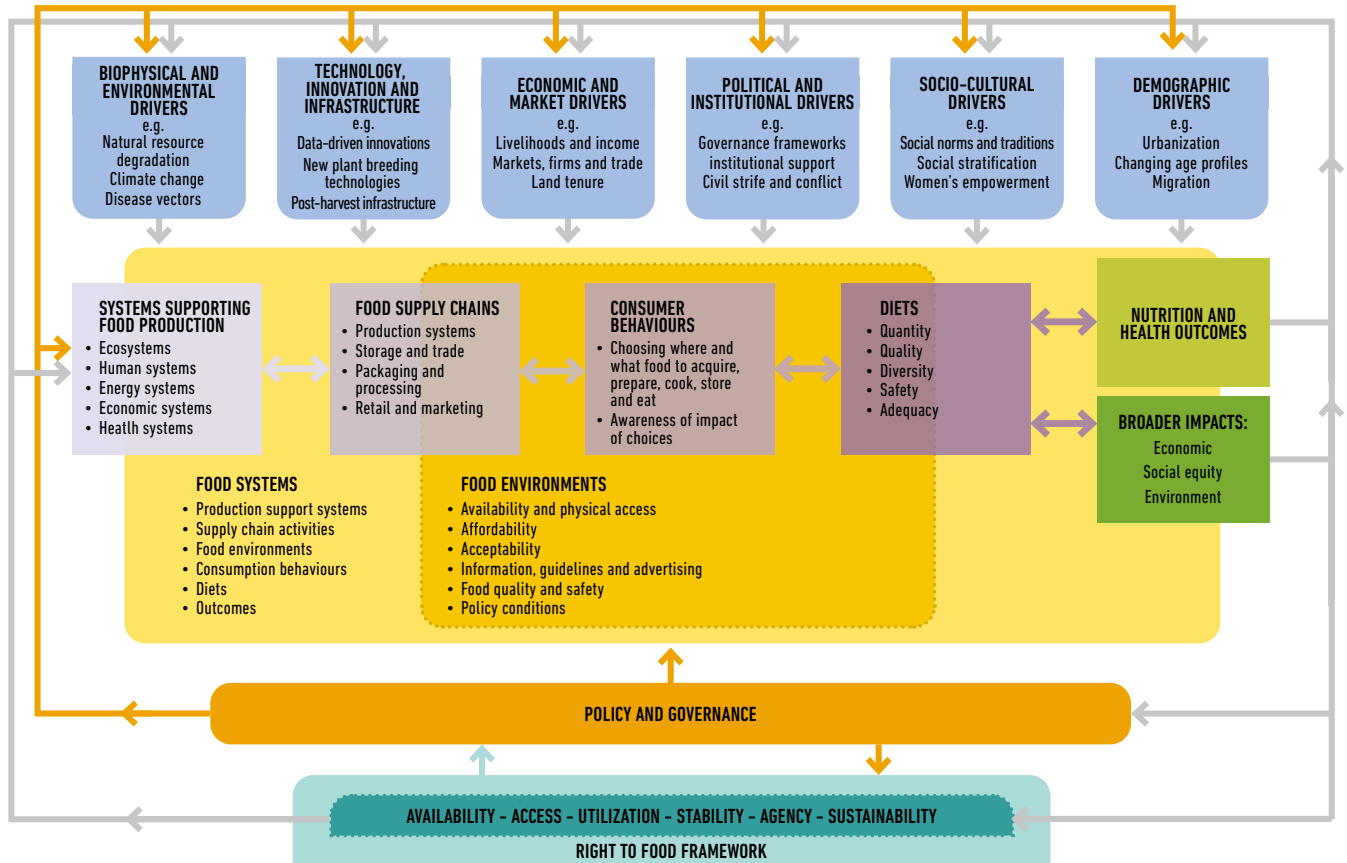 BIOPHYSICAL AND
ENVIRONMENTAL
DRIVERS
e.g.
Natural resource
degradation
Climate change
Disease vectors
TECHNOLOGY,
INNOVATION AND
INFRASTRUCTURE
e.g.
Data-driven innovations
New plant breeding
technologies
Post-harvest infrastructure
ECONOMIC AND
MARKET DRIVERS
e.g.
Livelihoods and income
Markets, firms and trade
Land tenure
POLITICAL AND
INSTITUTIONAL DRIVERS
e.g.
Governance frameworks
institutional support
Civil strife and conflict
SOCIO-CULTURAL
DRIVERS
e.g.
Social norms and traditions
Social stratification
Women's empowerment
DEMOGRAPHIC
DRIVERS
e.g.
Urbanization
Changing age profiles
Migration
SYSTEMS SUPPORTING
FOOD PRODUCTION
• Ecosystems
• Human systems
• Energy systems
• Economic systems
• Heatlh systems
FOOD SUPPLY CHAINS
• Production systems
• Storage and trade
• Packaging and
processing
• Retail and marketing
CONSUMER
BEHAVIOURS
• Choosing where and
what food to acquire,
prepare, cook, store
and eat
• Awareness of impact
of choices
DIETS
• Quantity
• Quality
• Diversity
• Safety
• Adequacy
NUTRITION AND
HEALTH OUTCOMES
BROADER IMPACTS:
Economic
Social equity
Environment
FOOD SYSTEMS
• Production support systems
• Supply chain activities
• Food environments
• Consumption behaviours
• Diets
• Outcomes
FOOD ENVIRONMENTS
• Availability and physical access
• Affordability
• Acceptability
• Information, guidelines and advertising
• Food quality and safety
• Policy conditions
POLICY AND GOVERNANCE
AVAILABILITY – ACCESS – UTILIZATION – STABILITY – AGENCY – SUSTAINABILITY
RIGHT TO FOOD FRAMEWORK